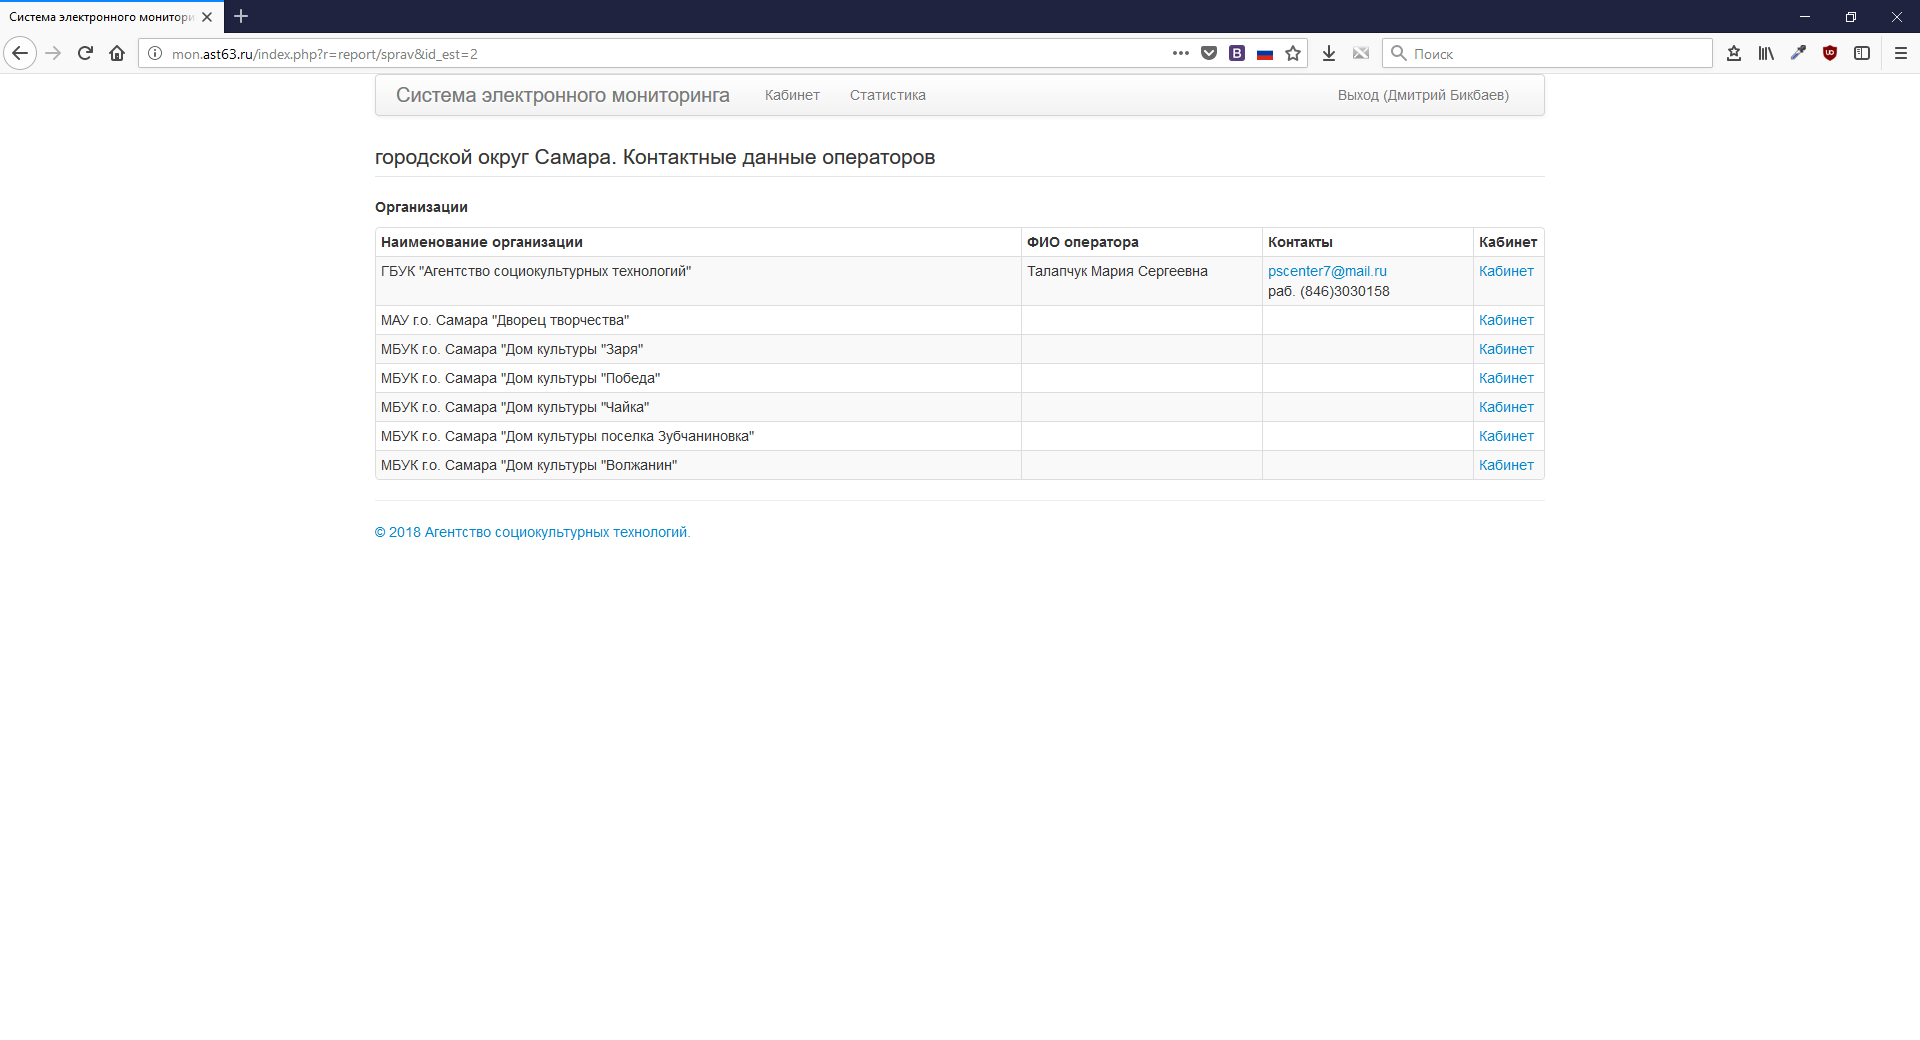 Система электронного монитори
mon.ast63.ru/index.php?r=report/sprav&id_est=2
Поиск
Система электронного мониторинга Кабинет Статистика Выход (Дмитрий Бикбаев)
городской округ Самара. Контактные данные операторов
Организации
Наименование организации ФИО оператора Контакты Кабинет
ГБУК "Агентство социокультурных технологий" Талапчук Мария Сергеевна pscenter7@mail.ru Кабинет
раб. (846)3030158
МАУ г.о. Самара "Дворец творчества" Кабинет
МБУК г.о. Самара "Дом культуры "Заря" Кабинет
МБУК г.о. Самара "Дом культуры "Победа" Кабинет
МБУК г.о. Самара "Дом культуры "Чайка" Кабинет
МБУК г.о. Самара "Дом культуры поселка Зубчаниновка" Кабинет
МБУК г.о. Самара "Дом культуры "Волжанин" Кабинет
© 2018 Агентство социокультурных технологий.